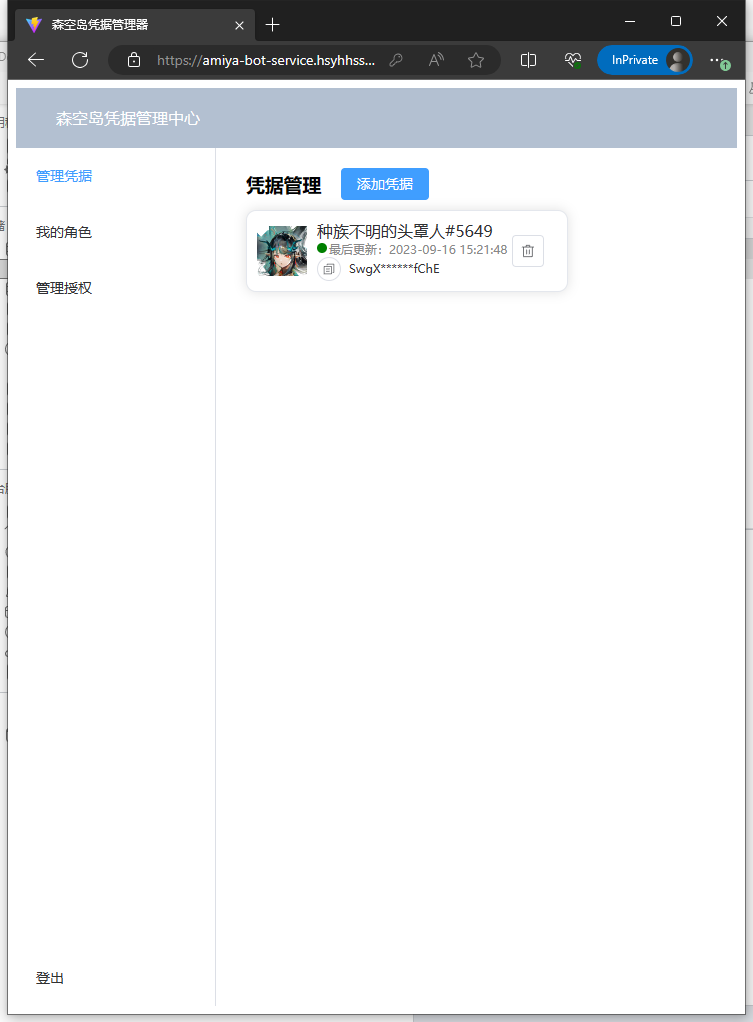 森空岛凭据管理器
https://amiya-bot-service.hsyhhss...
InPrivate
森空岛凭据管理中心
管理凭据
我的角色
管理授权
登出
凭据管理
添加凭据
种族不明的头罩人#5649
最后更新：2023-09-16 15:21:48
SwgX******fChE